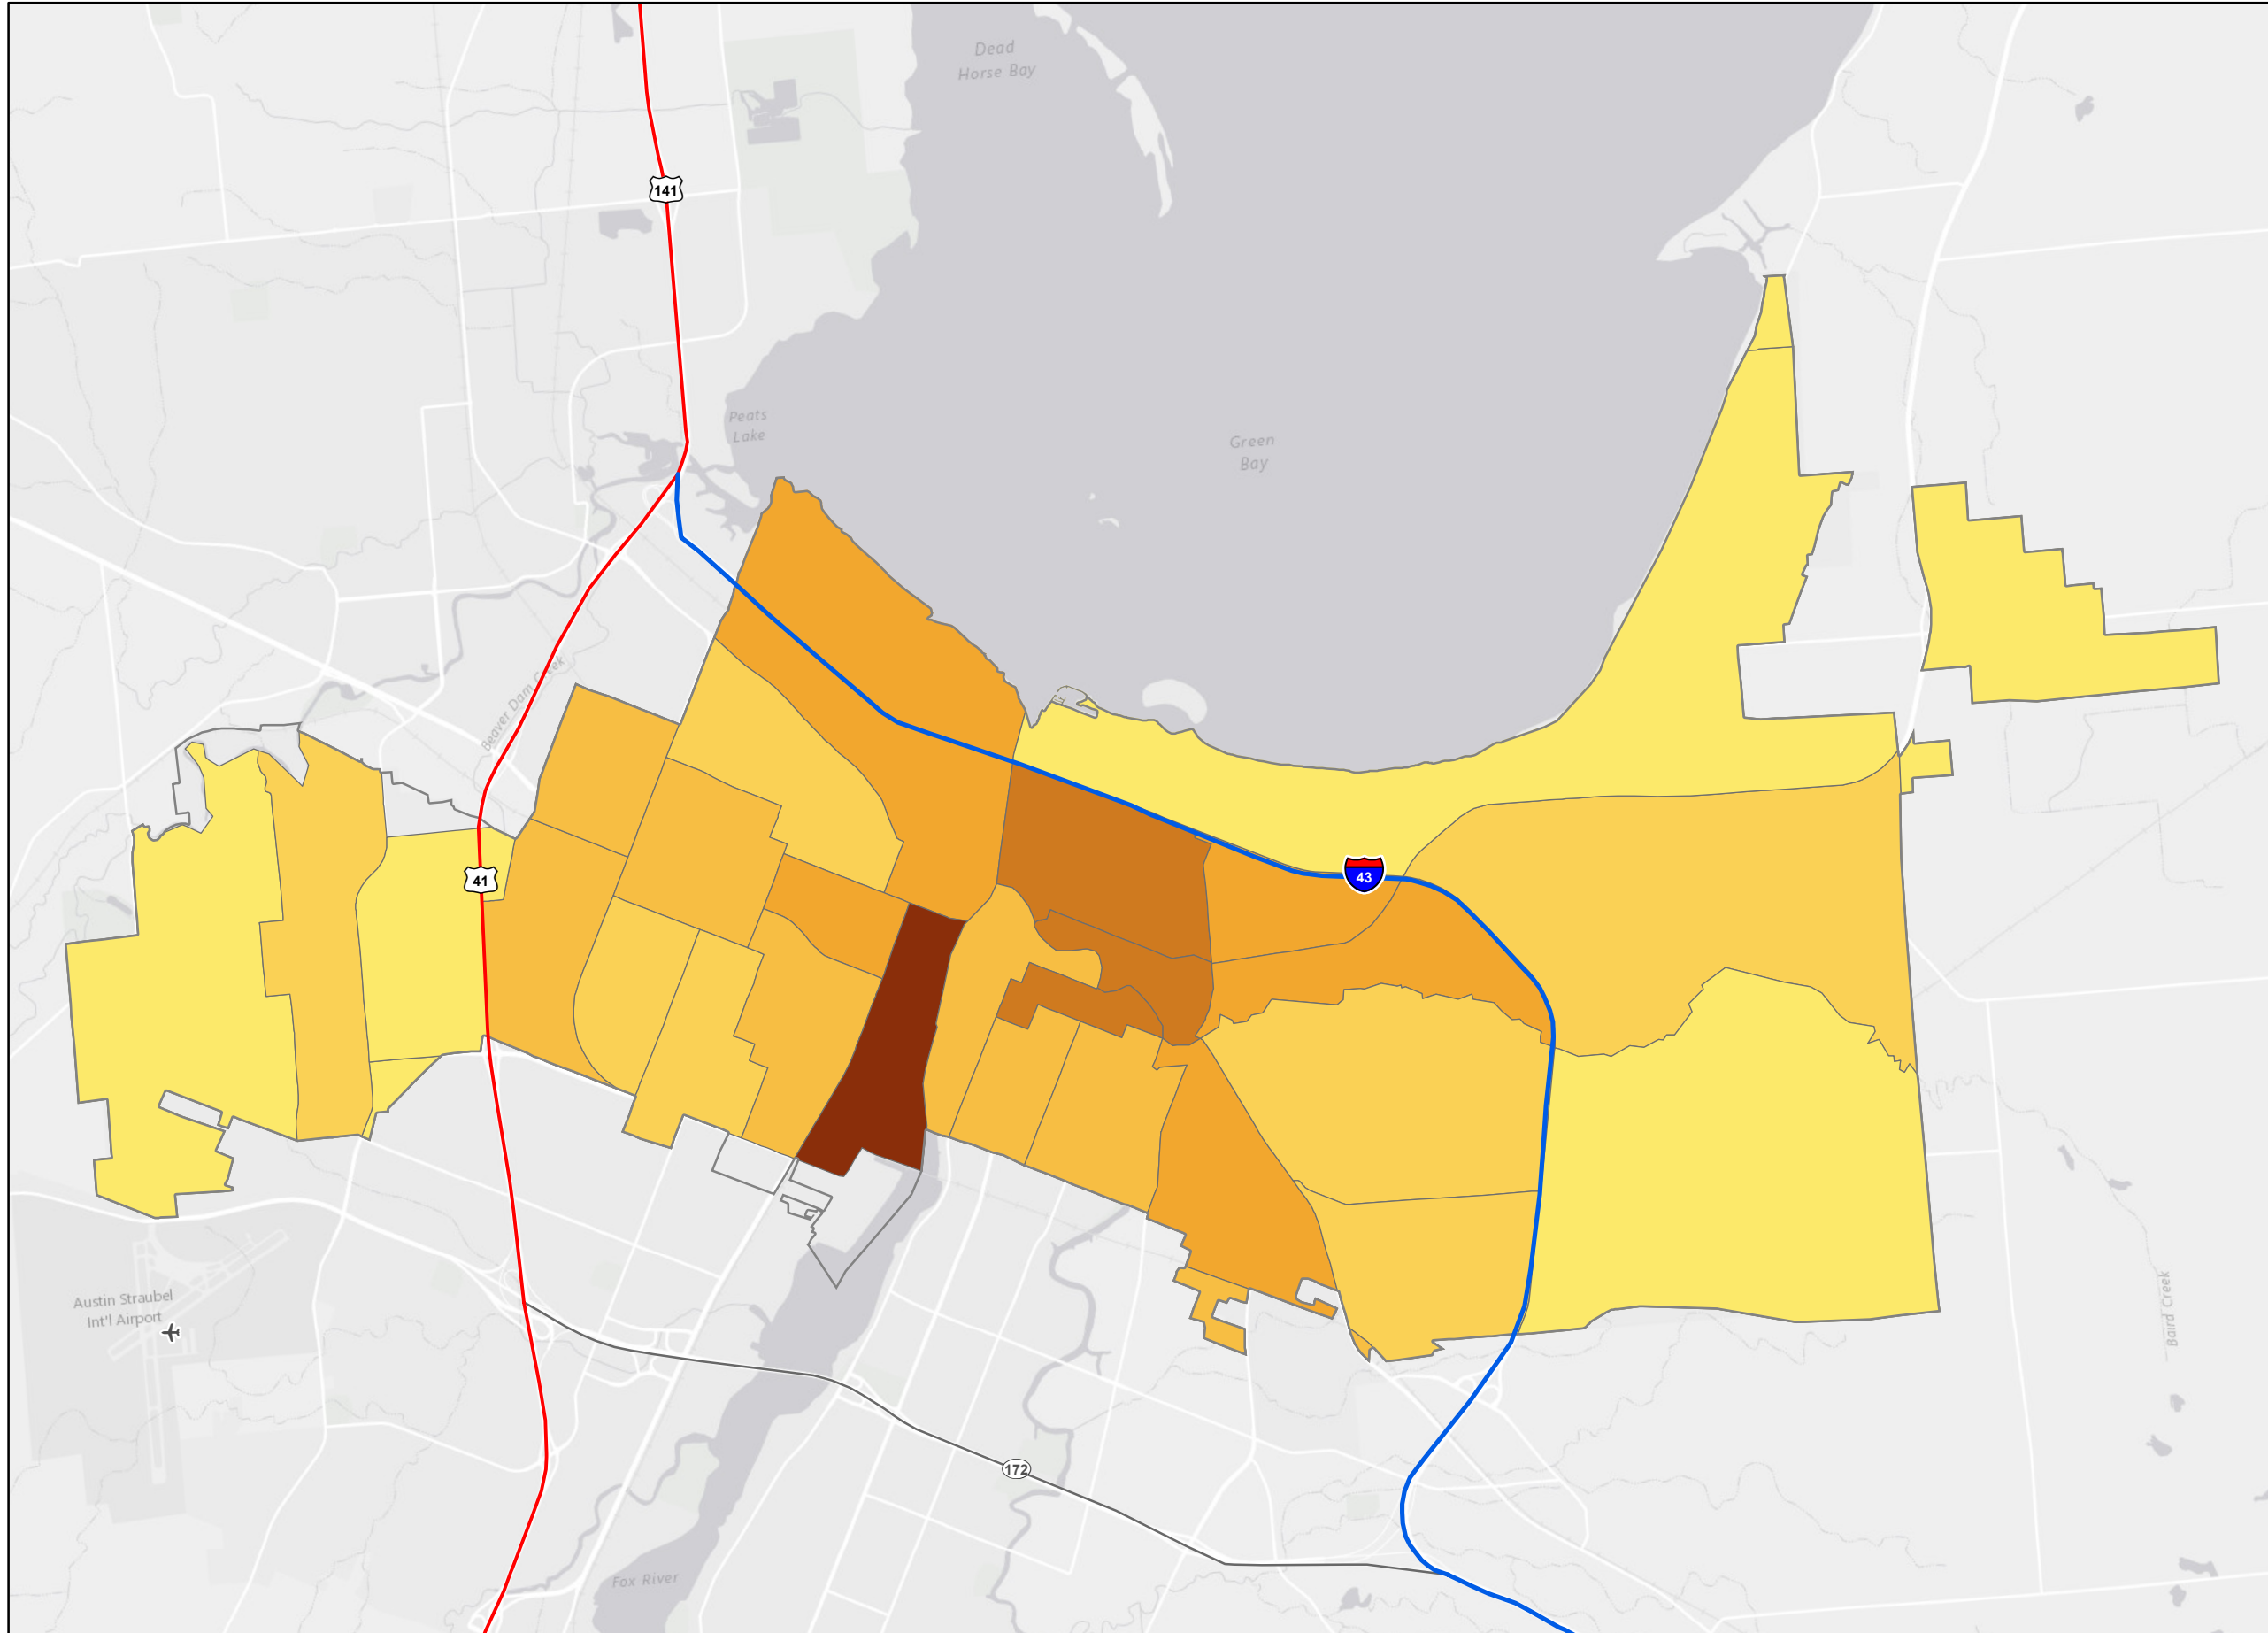 Dead
Horse Bay
141
Peats
Lake
Green
Bay
Beaver Dam Creek
41
43
Austin Straubel
Int'l Airport
Baird Creek
172
Fox River